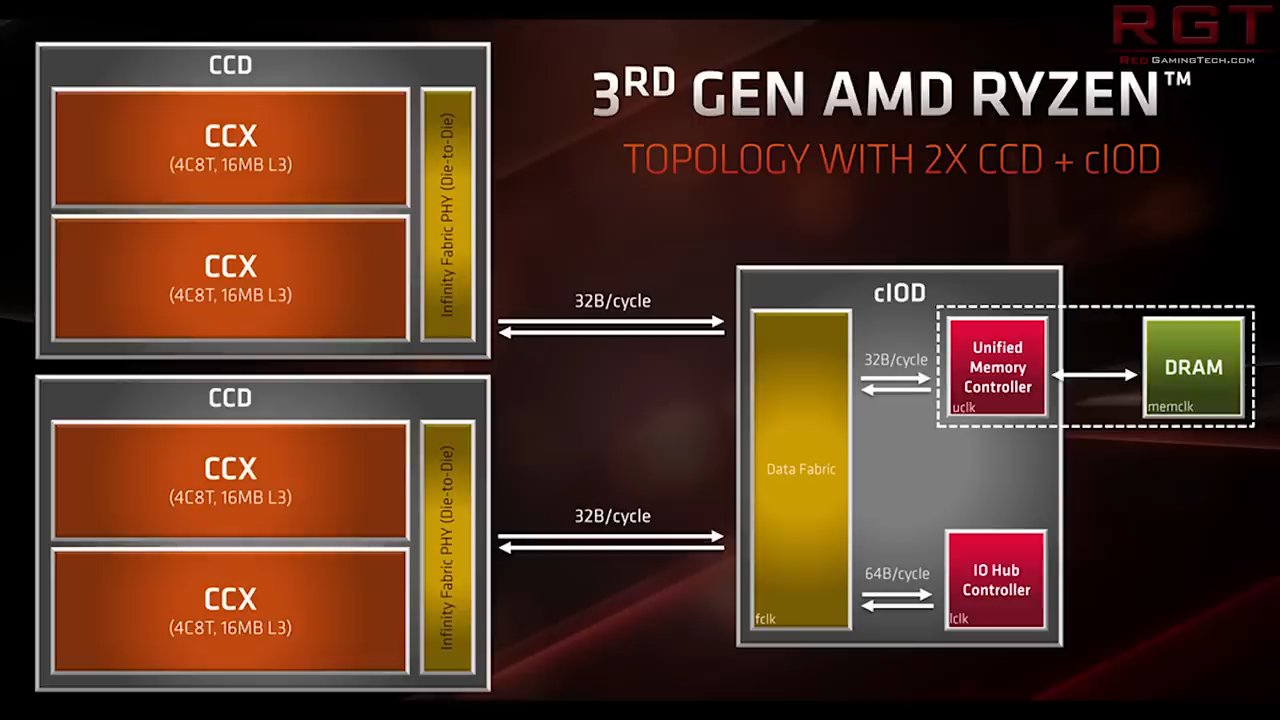 RGT
REDGAMINGTECH.COM
3RD GEN AMD RYZEN™
TOPOLOGY WITH 2X CCD + cIOD
CCD
CCX
(4C8T, 16MB L3)
CCX
(4C8T, 16MB L3)
Infinity Fabric PHY (Die-to-Die)
32B/cycle
CCD
CCX
(4C8T, 16MB L3)
CCX
(4C8T, 16MB L3)
Infinity Fabric PHY (Die-to-Die)
32B/cycle
cIOD
Data Fabric
fclk
32B/cycle
Unified
Memory
Controller
uclk
DRAM
memclk
64B/cycle
IO Hub
Controller
lclk